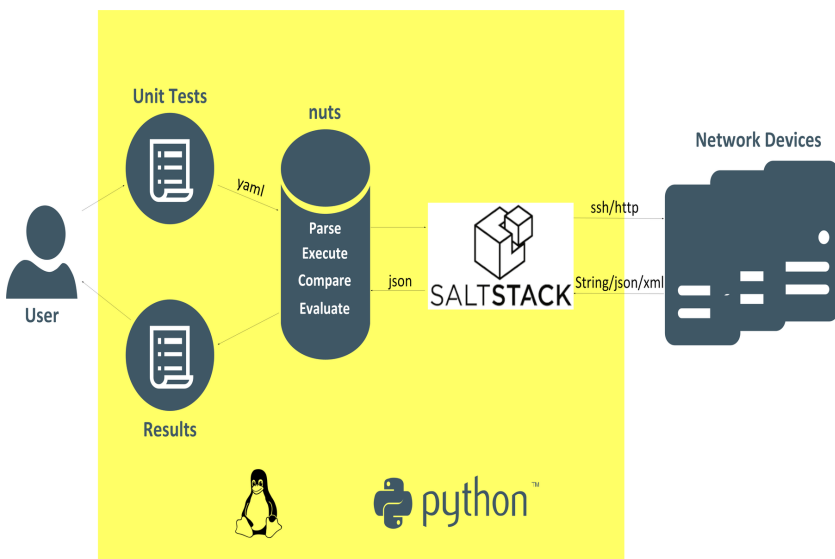 Unit Tests
nuts
Network Devices
yaml
ssh/http
Parse
Execute
Compare
Evaluate
json
SALTSTACK
String/json/xml
User
Results
python™